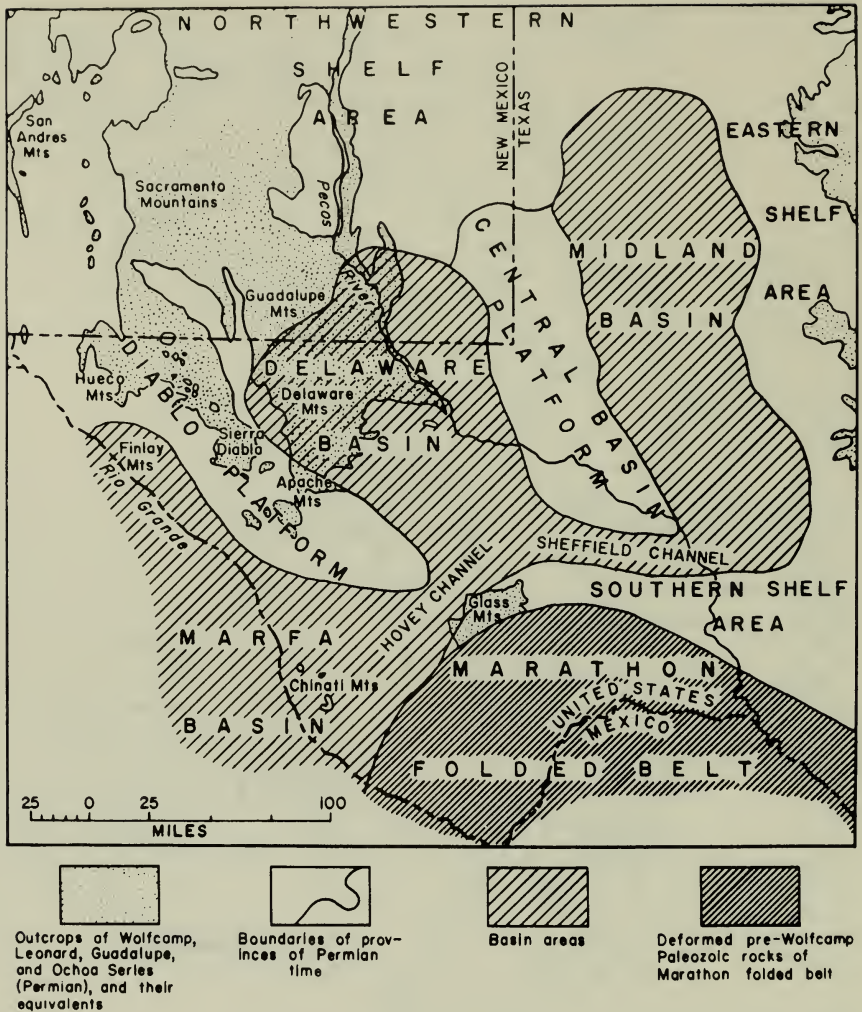 NORTHWESTERN
SHELF
AREA
NEW MEXICO
TEXAS
San
Andres
Mts
Sacramento
Mountains
Pecos
River
EASTERN
SHELF
AREA
CENTRAL BASIN
PLATFORM
MIDLAND
BASIN
Guadalupe
Mts
DELAWARE
BASIN
Delaware
Mts
Hueco
Mts
DIABLO PLATFORM
Finlay
Mts
Sierra
Diablo
Apache
Mts
Rio Grande
HOVEY CHANNEL
SHEFFIELD CHANNEL
SOUTHERN SHELF
AREA
Glass
Mts
MARFA
BASIN
Chinati Mts
MARATHON
FOLDED BELT
UNITED STATES
MEXICO
25 0 25 100
MILES
Outcrops of Wolfcamp,
Leonard, Guadalupe,
and Ochoa Series
(Permian), and their
equivalents
Boundaries of prov-
inces of Permian
time
Basin areas
Deformed pre-Wolfcamp
Paleozoic rocks of
Marathon folded belt